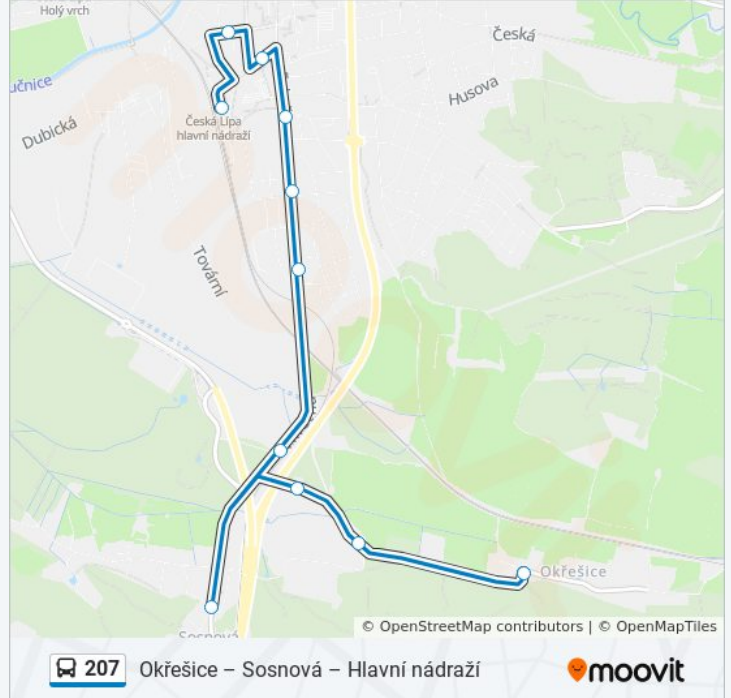 Holý vrch
Česká
učnice
Husova
Dubická
Česká Lípa
hlavní nádraží
Tovární
Okřešice
Sosnová
© OpenStreetMap contributors | © OpenMapTiles
207 Okřešice – Sosnová – Hlavní nádraží
moovit